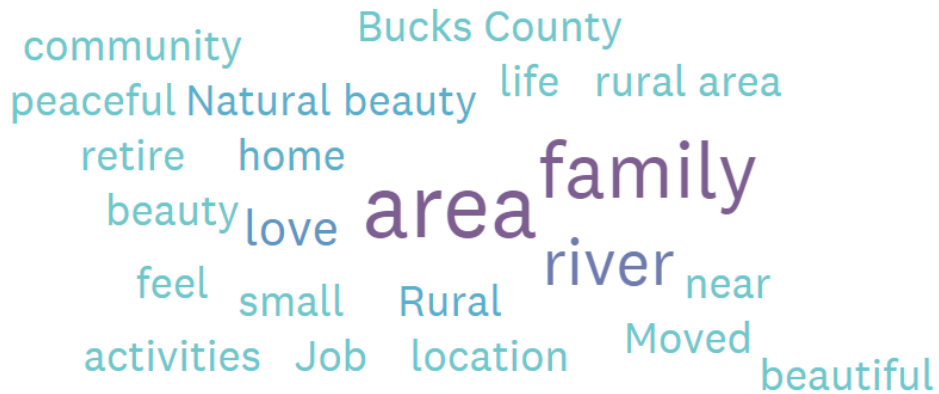 Bucks County
community
life rural area
peaceful Natural beauty
retire home
family
area
beauty love
river
feel small Rural near
activities Job location Moved
beautiful